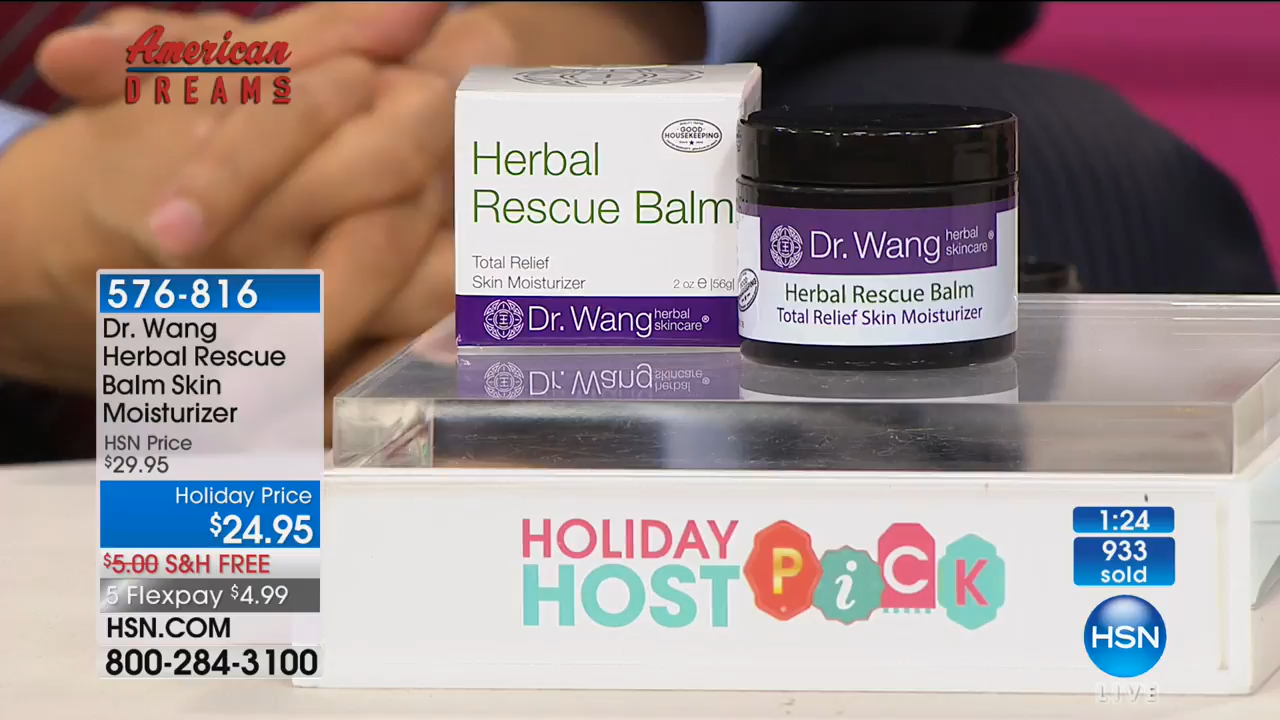 American
DREAMS
GOOD
HOUSEKEEPING
Herbal
Rescue Balm
Total Relief
Skin Moisturizer
2 oz e |56g|
Dr. Wang herbal skincare®
Dr. Wang herbal skincare®
Herbal Rescue Balm
Total Relief Skin Moisturizer
576-816
Dr. Wang
Herbal Rescue
Balm Skin
Moisturizer
HSN Price
$29.95
Holiday Price
$24.95
$5.00 S&H FREE
5 Flexpay $4.99
HSN.COM
800-284-3100
HOLIDAY
HOST PiCK
1:24
933
sold
HSN
LIVE